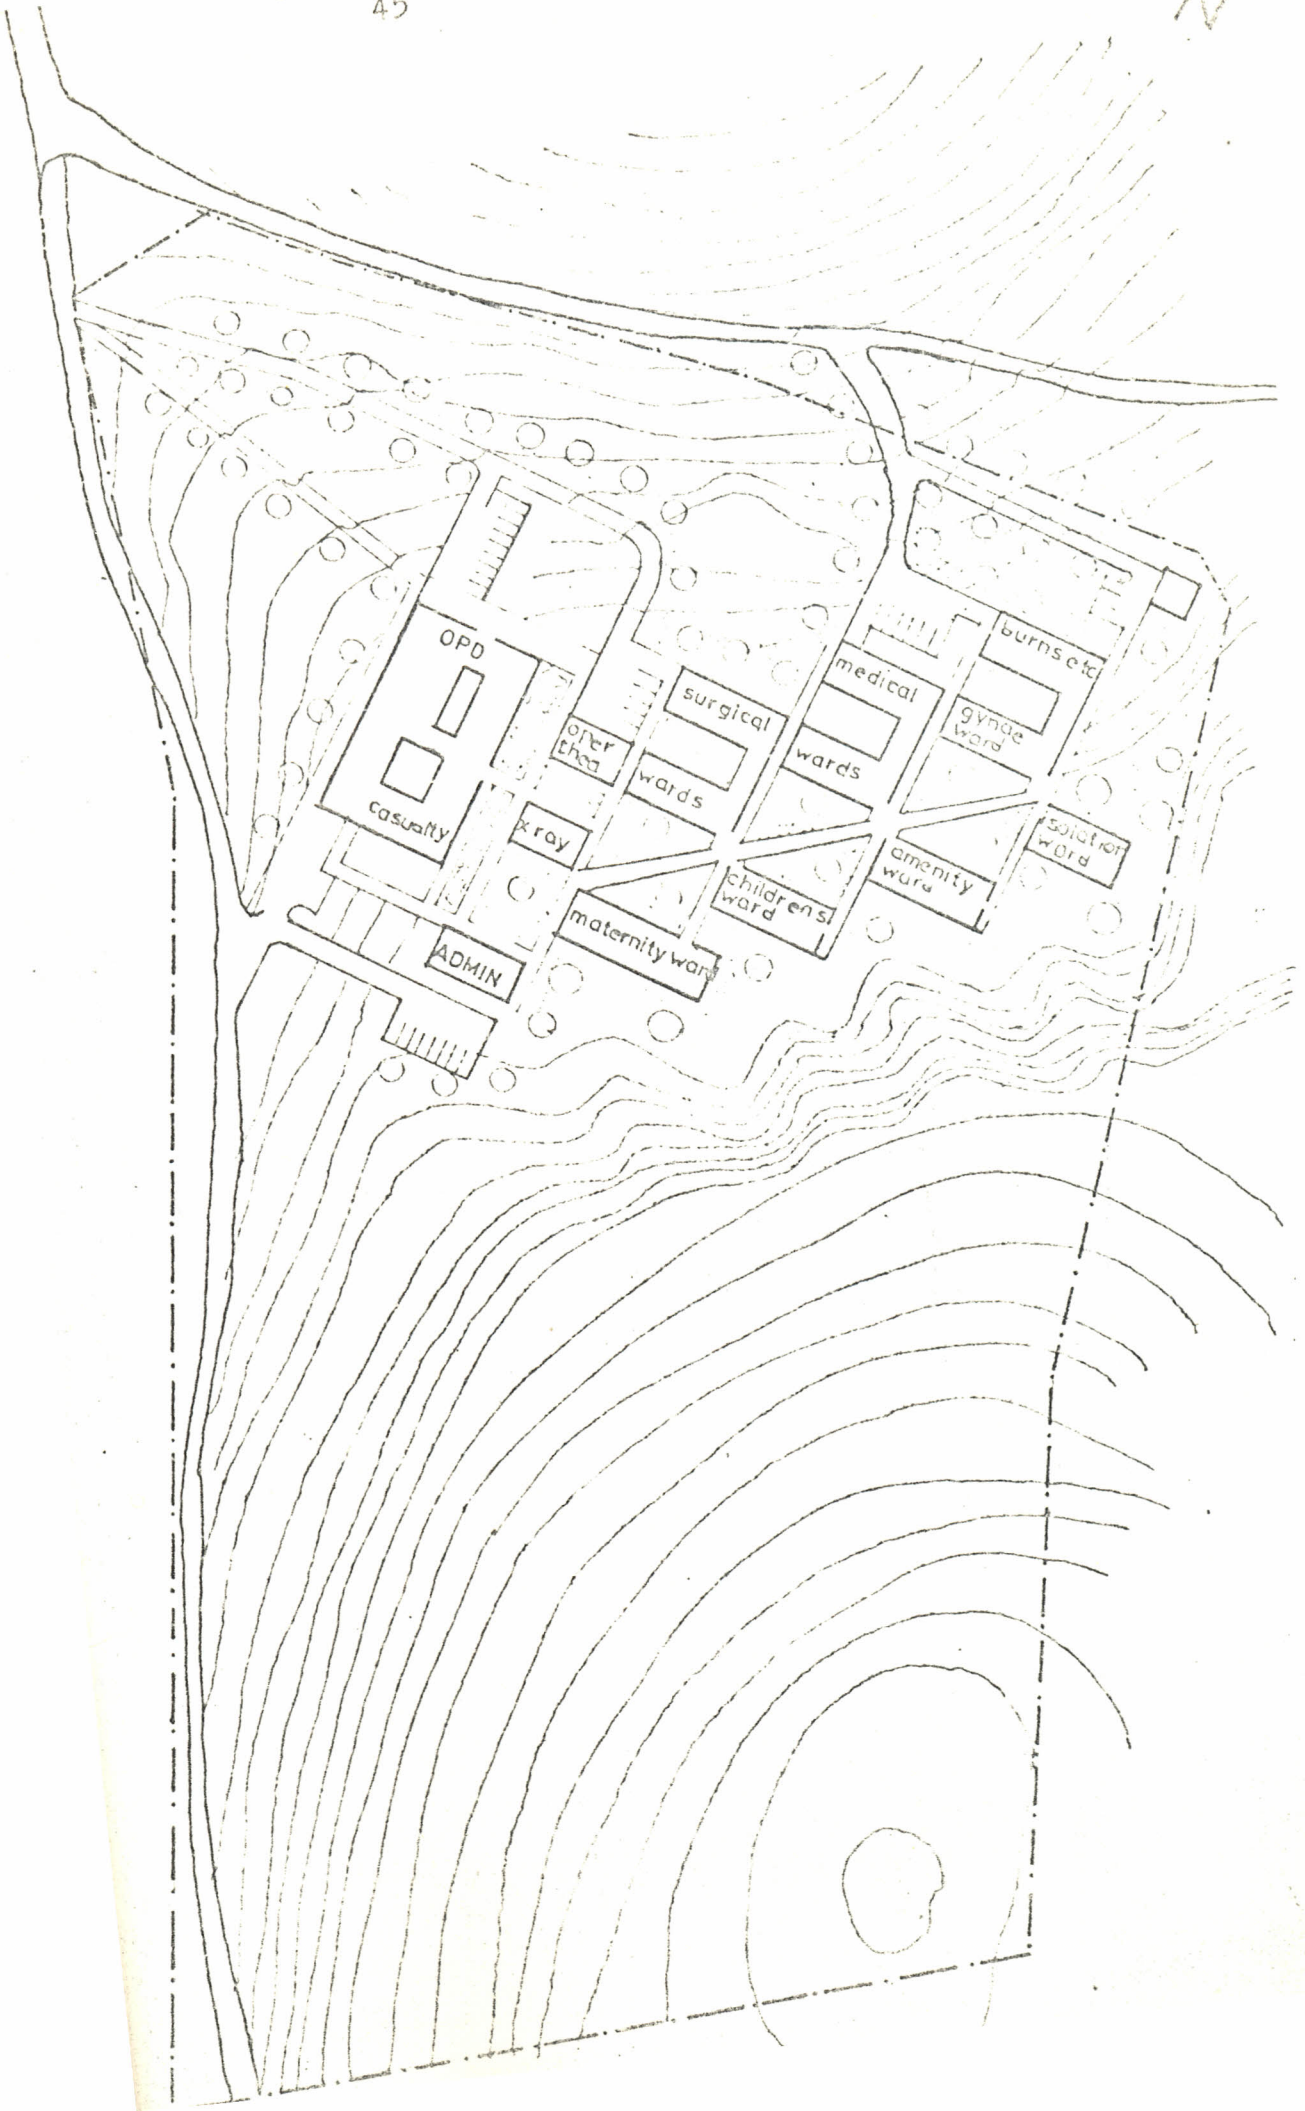 45
N
OPD
casualty
oper
thea
x ray
ADMIN
surgical
wards
medical
wards
burns etc
gynae
ward
maternity ward
childrens
ward
amenity
ward
isolation
ward